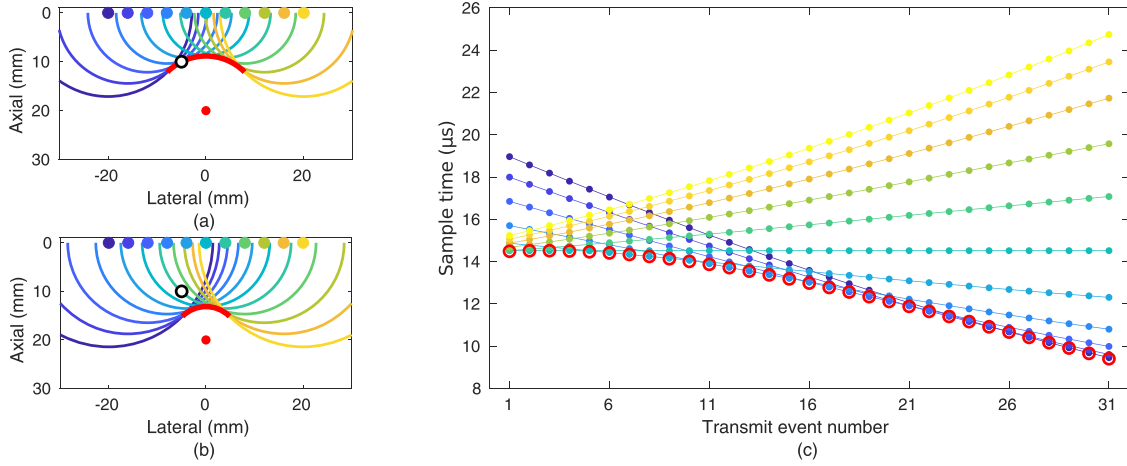 0
10
20
30
Axial (mm)
-20 0 20
Lateral (mm)
(a)
0
10
20
30
Axial (mm)
-20 0 20
Lateral (mm)
(b)
26
24
22
20
18
16
14
12
10
8
Sample time (µs)
1 6 11 16 21 26 31
Transmit event number
(c)